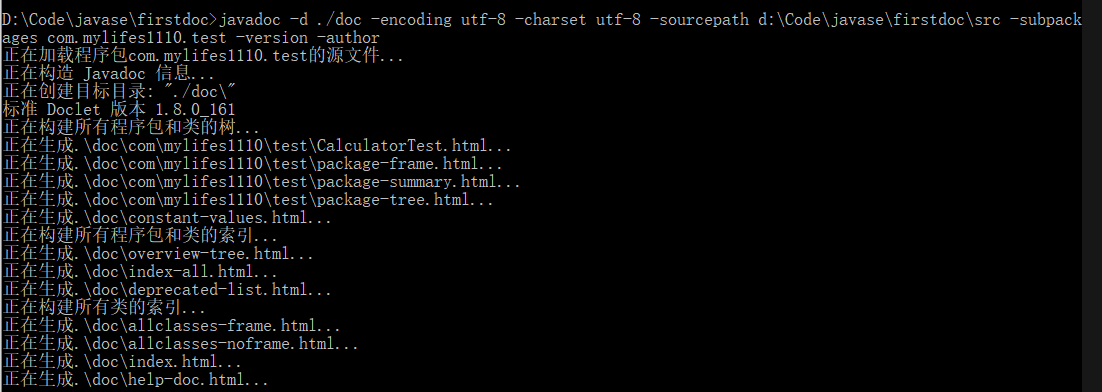 D:\Code\javase\firstdoc>javadoc -d ./doc -encoding utf-8 -charset utf-8 -sourcepath d:\Code\javase\firstdoc\src -subpack
ages com.mylifes1110.test -version -author
正在加载程序包com.mylifes1110.test的源文件...
正在构造 Javadoc 信息...
正在创建目标目录: "./doc\"
标准 Doclet 版本 1.8.0_161
正在构建所有程序包和类的树...
正在生成.\doc\com\mylifes1110\test\CalculatorTest.html...
正在生成.\doc\com\mylifes1110\test\package-frame.html...
正在生成.\doc\com\mylifes1110\test\package-summary.html...
正在生成.\doc\com\mylifes1110\test\package-tree.html...
正在生成.\doc\constant-values.html...
正在构建所有程序包和类的索引...
正在生成.\doc\overview-tree.html...
正在生成.\doc\index-all.html...
正在生成.\doc\deprecated-list.html...
正在构建所有类的索引...
正在生成.\doc\allclasses-frame.html...
正在生成.\doc\allclasses-noframe.html...
正在生成.\doc\index.html...
正在生成.\doc\help-doc.html...